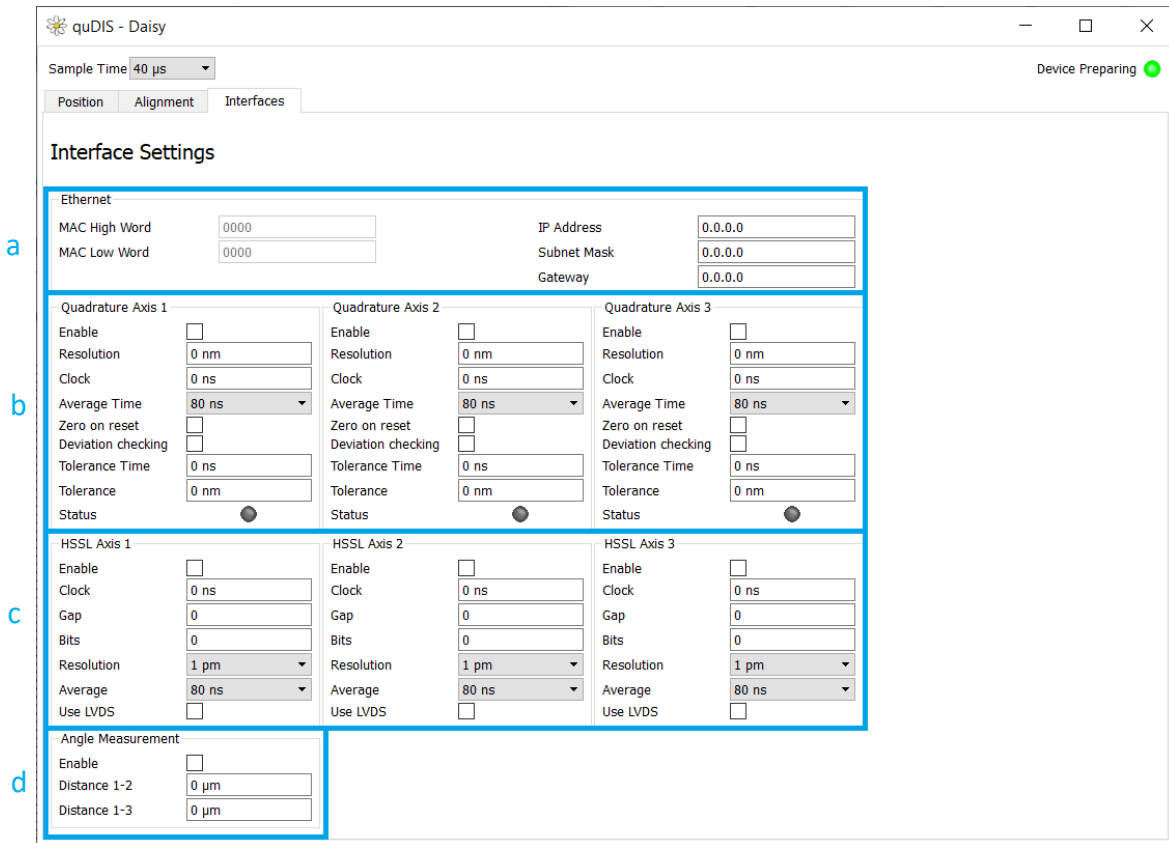 quDIS - Daisy
Sample Time 40 µs Device Preparing
Position Alignment Interfaces
Interface Settings
a
Ethernet
MAC High Word 0000 IP Address 0.0.0.0
MAC Low Word 0000 Subnet Mask 0.0.0.0
Gateway 0.0.0.0
b
Quadrature Axis 1 Quadrature Axis 2 Quadrature Axis 3
Enable Enable Enable
Resolution 0 nm Resolution 0 nm Resolution 0 nm
Clock 0 ns Clock 0 ns Clock 0 ns
Average Time 80 ns Average Time 80 ns Average Time 80 ns
Zero on reset Zero on reset Zero on reset
Deviation checking Deviation checking Deviation checking
Tolerance Time 0 ns Tolerance Time 0 ns Tolerance Time 0 ns
Tolerance 0 nm Tolerance 0 nm Tolerance 0 nm
Status Status Status
c
HSSL Axis 1 HSSL Axis 2 HSSL Axis 3
Enable Enable Enable
Clock 0 ns Clock 0 ns Clock 0 ns
Gap 0 Gap 0 Gap 0
Bits 0 Bits 0 Bits 0
Resolution 1 pm Resolution 1 pm Resolution 1 pm
Average 80 ns Average 80 ns Average 80 ns
Use LVDS Use LVDS Use LVDS
d
Angle Measurement
Enable
Distance 1-2 0 µm
Distance 1-3 0 µm